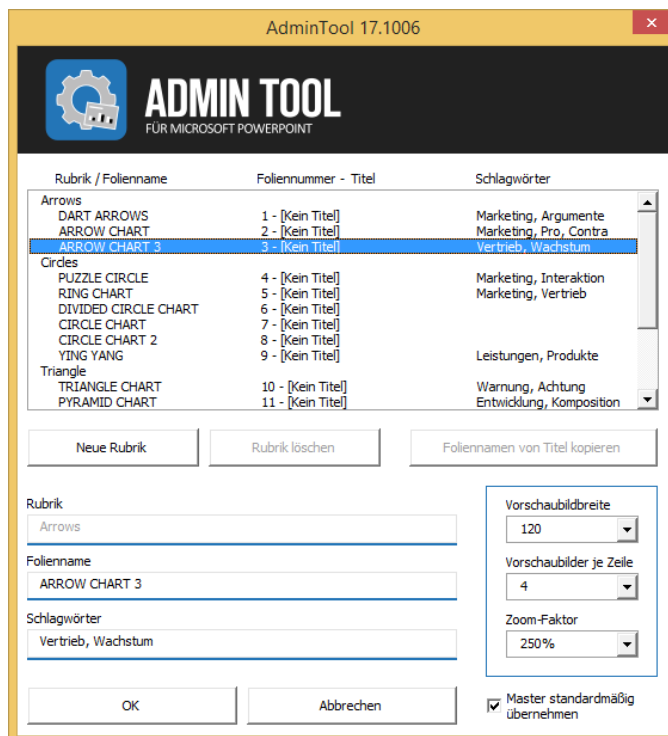 AdminTool 17.1006
ADMIN TOOL
FÜR MICROSOFT POWERPOINT
Rubrik / Folienname Foliennummer - Titel Schlagwörter
Arrows
DART ARROWS 1 - [Kein Titel] Marketing, Argumente
ARROW CHART 2 - [Kein Titel] Marketing, Pro, Contra
ARROW CHART 3 3 - [Kein Titel] Vertrieb, Wachstum
Circles
PUZZLE CIRCLE 4 - [Kein Titel] Marketing, Interaktion
RING CHART 5 - [Kein Titel] Marketing, Vertrieb
DIVIDED CIRCLE CHART 6 - [Kein Titel]
CIRCLE CHART 7 - [Kein Titel]
CIRCLE CHART 2 8 - [Kein Titel]
YING YANG 9 - [Kein Titel] Leistungen, Produkte
Triangle
TRIANGLE CHART 10 - [Kein Titel] Warnung, Achtung
PYRAMID CHART 11 - [Kein Titel] Entwicklung, Komposition
Neue Rubrik Rubrik löschen Foliennamen von Titel kopieren
Rubrik
Arrows
Folienname
ARROW CHART 3
Schlagwörter
Vertrieb, Wachstum
Vorschaubildbreite
120
Vorschaubilder je Zeile
4
Zoom-Faktor
250%
OK Abbrechen
Master standardmäßig
übernehmen